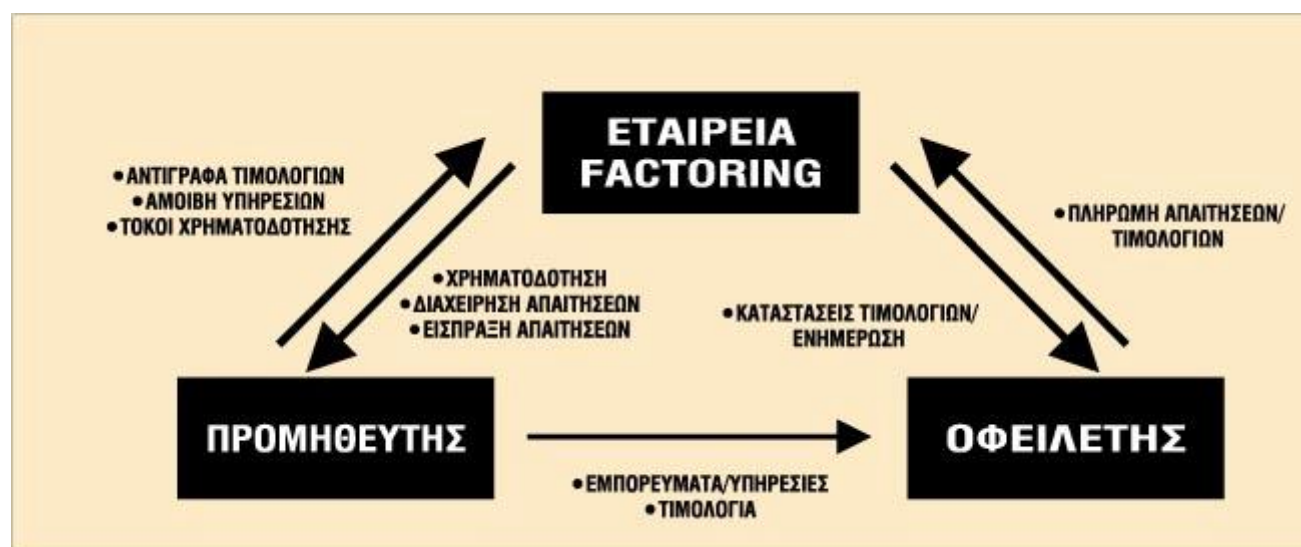 ΕΤΑΙΡΕΙΑ
FACTORING
•ΑΝΤΙΓΡΑΦΑ ΤΙΜΟΛΟΓΙΩΝ
•ΑΜΟΙΒΗ ΥΠΗΡΕΣΙΩΝ
•ΤΟΚΟΙ ΧΡΗΜΑΤΟΔΟΤΗΣΗΣ
•ΠΛΗΡΩΜΗ ΑΠΑΙΤΗΣΕΩΝ/
ΤΙΜΟΛΟΓΙΩΝ
•ΧΡΗΜΑΤΟΔΟΤΗΣΗ
•ΔΙΑΧΕΙΡΗΣΗ ΑΠΑΙΤΗΣΕΩΝ
•ΕΙΣΠΡΑΞΗ ΑΠΑΙΤΗΣΕΩΝ
•ΚΑΤΑΣΤΑΣΕΙΣ ΤΙΜΟΛΟΓΙΩΝ/
ΕΝΗΜΕΡΩΣΗ
ΠΡΟΜΗΘΕΥΤΗΣ
ΟΦΕΙΛΕΤΗΣ
•ΕΜΠΟΡΕΥΜΑΤΑ/ΥΠΗΡΕΣΙΕΣ
•ΤΙΜΟΛΟΓΙΑ